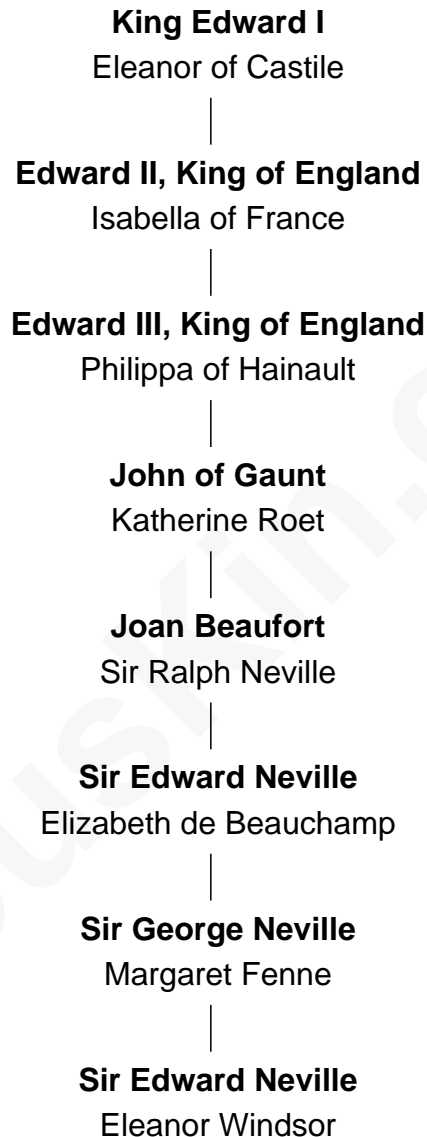 King Edward I
Eleanor of Castile
Edward II, King of England
Isabella of France
Edward III, King of England
Philippa of Hainault
John of Gaunt
Katherine Roet
Joan Beaufort
Sir Ralph Neville
Sir Edward Neville
Elizabeth de Beauchamp
Sir George Neville
Margaret Fenne
Sir Edward Neville
Eleanor Windsor